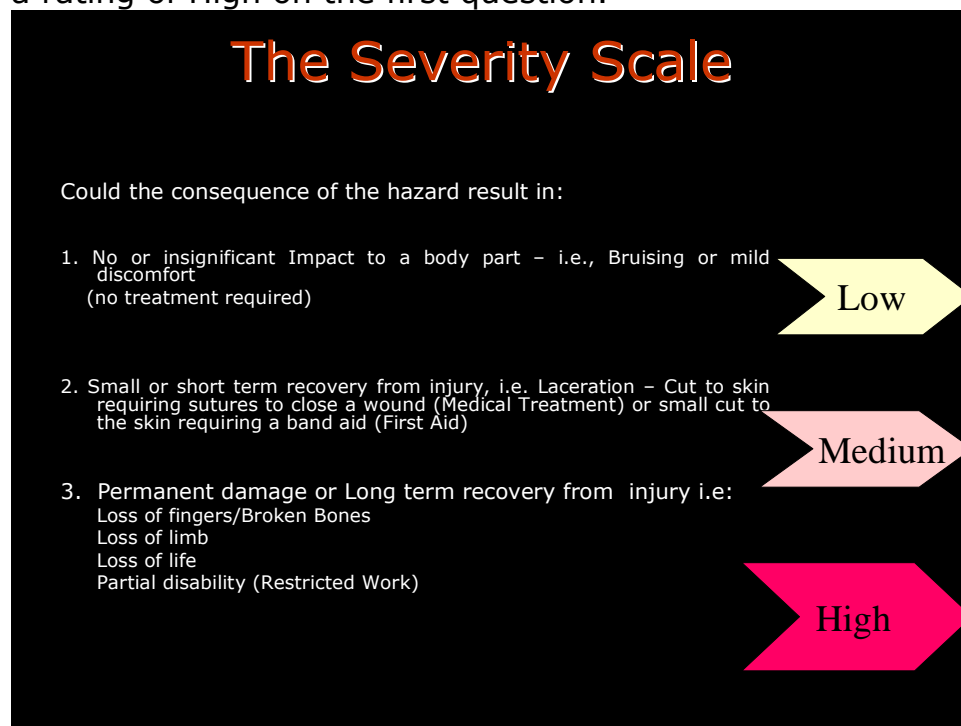 a rating of High on the first question.
The Severity Scale
Could the consequence of the hazard result in:
1. No or insignificant Impact to a body part – i.e., Bruising or mild
discomfort
(no treatment required)
Low
2. Small or short term recovery from injury, i.e. Laceration – Cut to skin
requiring sutures to close a wound (Medical Treatment) or small cut to
the skin requiring a band aid (First Aid)
Medium
3. Permanent damage or Long term recovery from injury i.e:
Loss of fingers/Broken Bones
Loss of limb
Loss of life
Partial disability (Restricted Work)
High